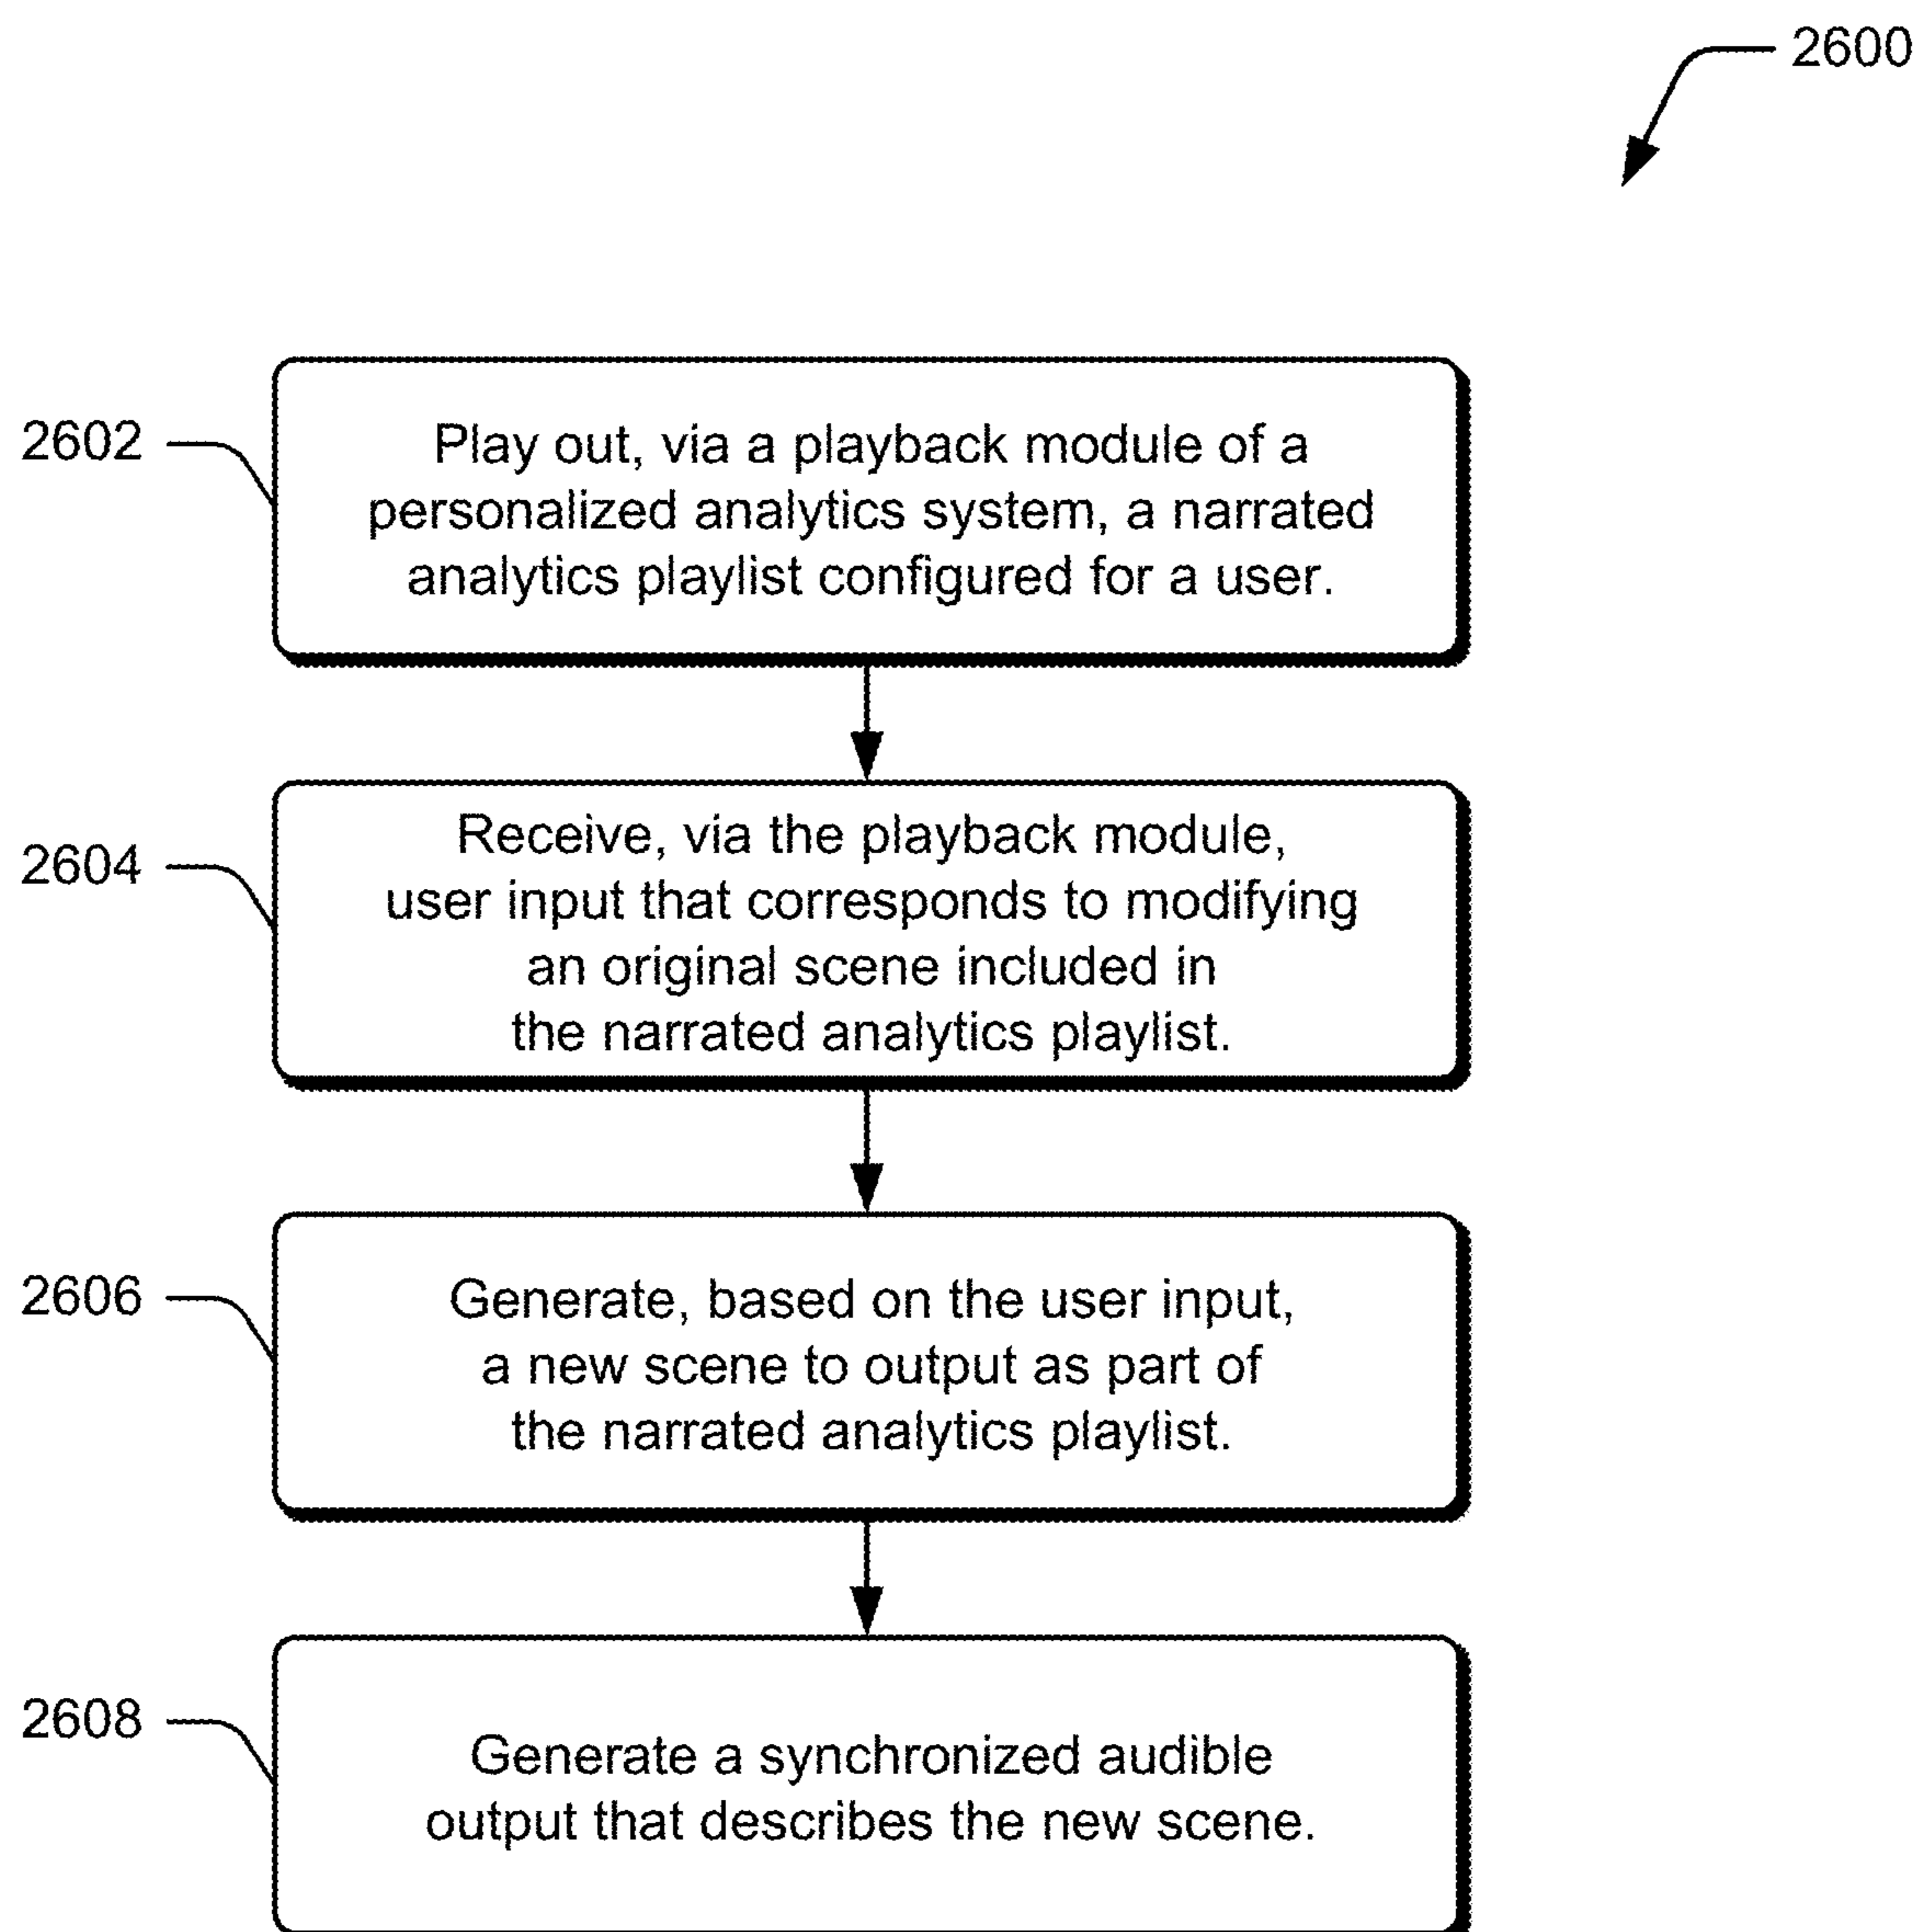 2600
2602
Play out, via a playback module of a
personalized analytics system, a narrated
analytics playlist configured for a user.
2604
Receive, via the playback module,
user input that corresponds to modifying
an original scene included in
the narrated analytics playlist.
2606
Generate, based on the user input,
a new scene to output as part of
the narrated analytics playlist.
2608
Generate a synchronized audible
output that describes the new scene.